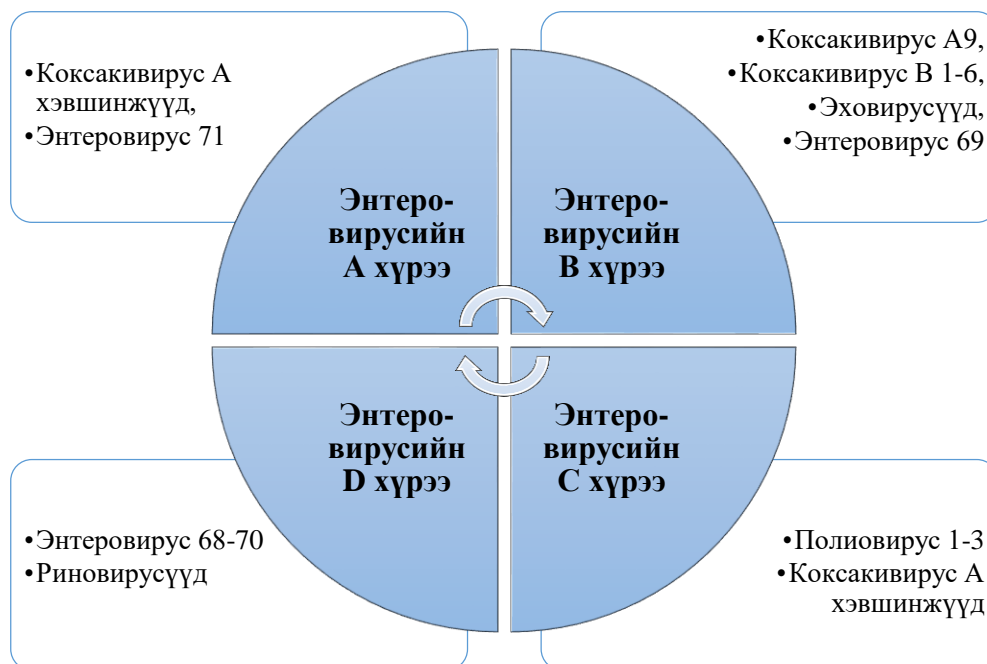 •Коксакивирус А
хэвшинжүүд,
•Энтеровирус 71
•Коксакивирус А9,
•Коксакивирус В 1-6,
•Эховирусүүд,
•Энтеровирус 69
Энтеро-
вирусийн
А хүрээ
Энтеро-
вирусийн
В хүрээ
Энтеро-
вирусийн
D хүрээ
Энтеро-
вирусийн
С хүрээ
•Энтеровирус 68-70
•Риновирусүүд
•Полиовирус 1-3
•Коксакивирус А
хэвшинжүүд